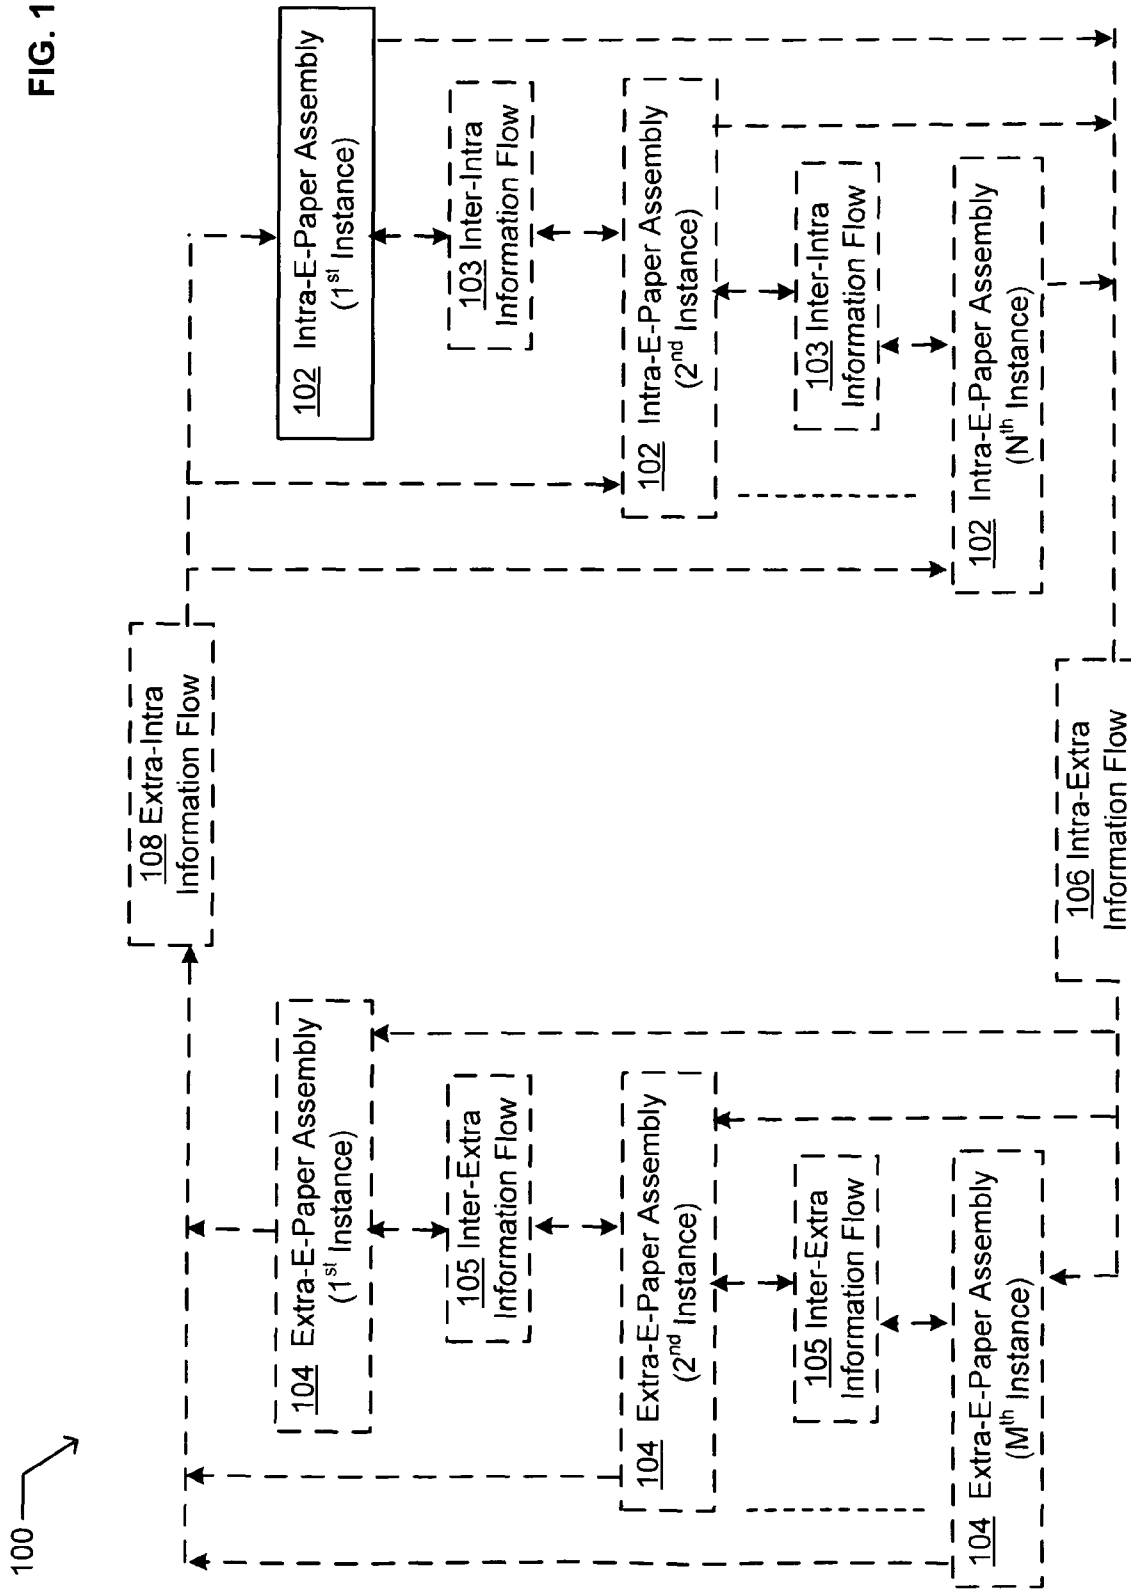 FIG. 1
100
108 Extra-Intra
Information Flow
104 Extra-E-Paper Assembly
(1st Instance)
102 Intra-E-Paper Assembly
(1st Instance)
105 Inter-Extra
Information Flow
103 Inter-Intra
Information Flow
104 Extra-E-Paper Assembly
(2nd Instance)
102 Intra-E-Paper Assembly
(2nd Instance)
105 Inter-Extra
Information Flow
103 Inter-Intra
Information Flow
104 Extra-E-Paper Assembly
(Mth Instance)
102 Intra-E-Paper Assembly
(Nth Instance)
106 Intra-Extra
Information Flow